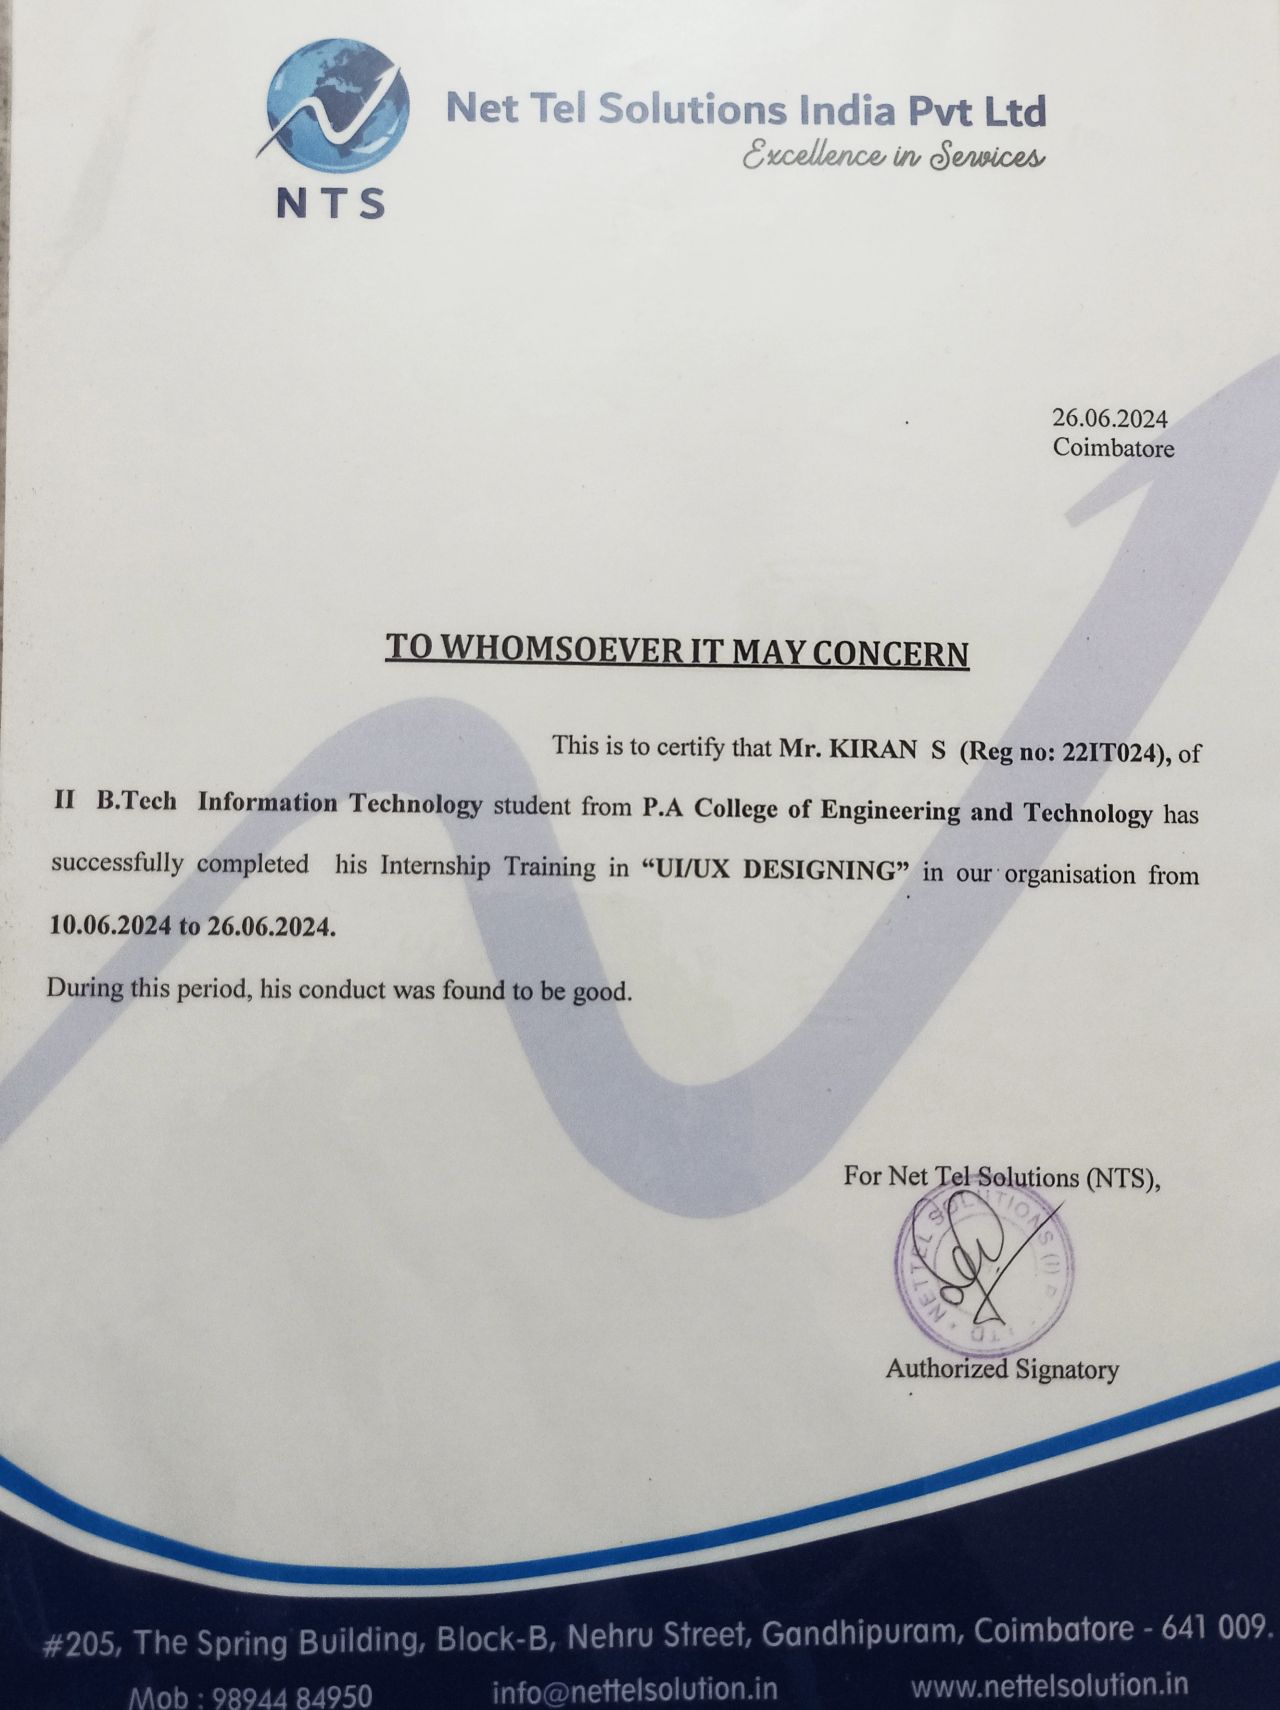 Net Tel Solutions India Pvt Ltd
Excellence in Services
NTS
26.06.2024
Coimbatore
TO WHOMSOEVER IT MAY CONCERN
This is to certify that Mr. KIRAN S (Reg no: 22IT024), of
II B.Tech Information Technology student from P.A College of Engineering and Technology has
successfully completed his Internship Training in “UI/UX DESIGNING” in our organisation from
10.06.2024 to 26.06.2024.
During this period, his conduct was found to be good.
For Net Tel Solutions (NTS),
NETTEL SOLUTIONS (I) P LTD
Authorized Signatory
#205, The Spring Building, Block-B, Nehru Street, Gandhipuram, Coimbatore - 641 009.
Mob : 98944 84950 info@nettelsolution.in www.nettelsolution.in